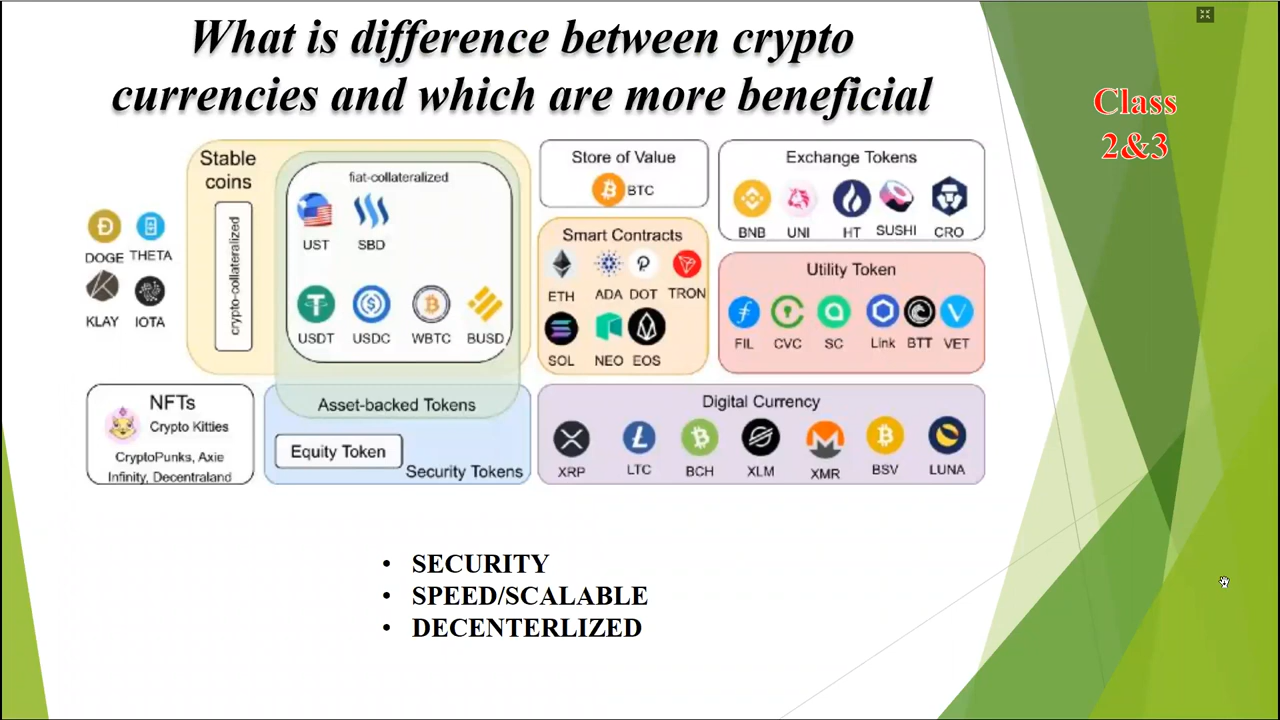 What is difference between crypto
currencies and which are more beneficial
Class
2&3
Stable
coins
crypto-collateralized
fiat-collateralized
UST SBD
USDT USDC WBTC BUSD
DOGE THETA
KLAY IOTA
Store of Value
BTC
Exchange Tokens
BNB UNI HT SUSHI CRO
Smart Contracts
ETH ADA DOT TRON
SOL NEO EOS
Utility Token
FIL CVC SC Link BTT VET
NFTs
Crypto Kitties
CryptoPunks, Axie
Infinity, Decentraland
Asset-backed Tokens
Equity Token
Security Tokens
Digital Currency
XRP LTC BCH XLM XMR BSV LUNA
• SECURITY
• SPEED/SCALABLE
• DECENTERLIZED